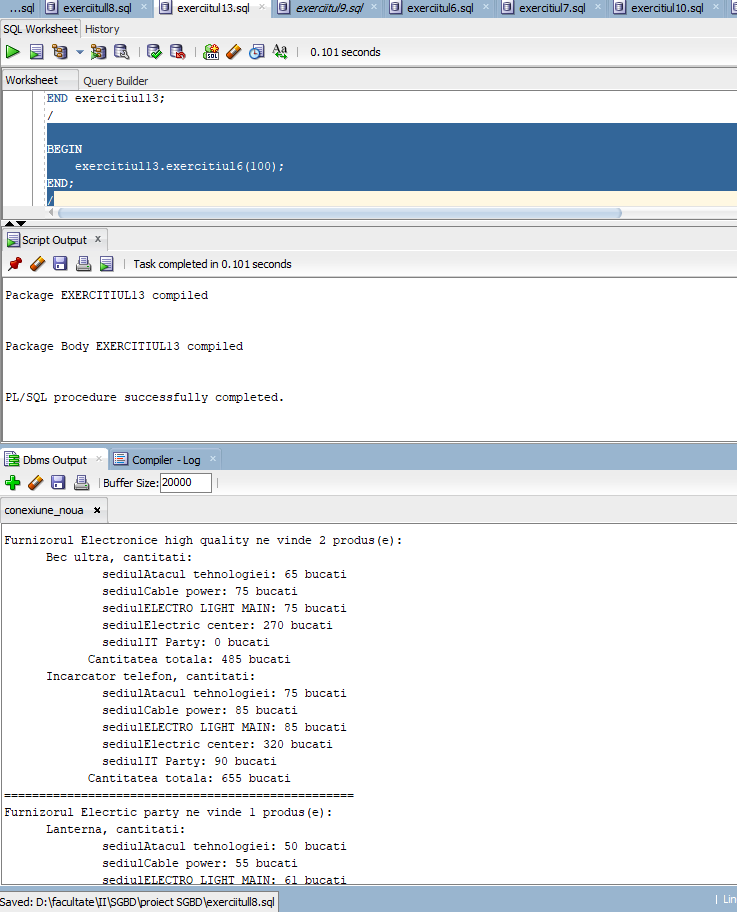 ...sql exerciitull8.sql exerciitul13.sql exerciitul9.sql exerciitul6.sql exerciitul7.sql exerciitul10.sql
SQL Worksheet History
SQL Aa 0.101 seconds
Worksheet Query Builder
END exercitiul13;
/
BEGIN
exercitiul13.exercitiul6(100);
END;
/
Script Output x
Task completed in 0.101 seconds
Package EXERCITIUL13 compiled
Package Body EXERCITIUL13 compiled
PL/SQL procedure successfully completed.
Dbms Output Compiler - Log
Buffer Size: 20000
conexiune_noua x
Furnizorul Electronice high quality ne vinde 2 produs(e):
Bec ultra, cantitati:
sediulAtacul tehnologiei: 65 bucati
sediulCable power: 75 bucati
sediulELECTRO LIGHT MAIN: 75 bucati
sediulElectric center: 270 bucati
sediulIT Party: 0 bucati
Cantitatea totala: 485 bucati
Incarcator telefon, cantitati:
sediulAtacul tehnologiei: 75 bucati
sediulCable power: 85 bucati
sediulELECTRO LIGHT MAIN: 85 bucati
sediulElectric center: 320 bucati
sediulIT Party: 90 bucati
Cantitatea totala: 655 bucati
==================================================
Furnizorul Elecrtic party ne vinde 1 produs(e):
Lanterna, cantitati:
sediulAtacul tehnologiei: 50 bucati
sediulCable power: 55 bucati
sediulELECTRO LIGHT MAIN: 61 bucati
Saved: D:\facultate\II\SGBD\proiect SGBD\exerciitull8.sql
Lin